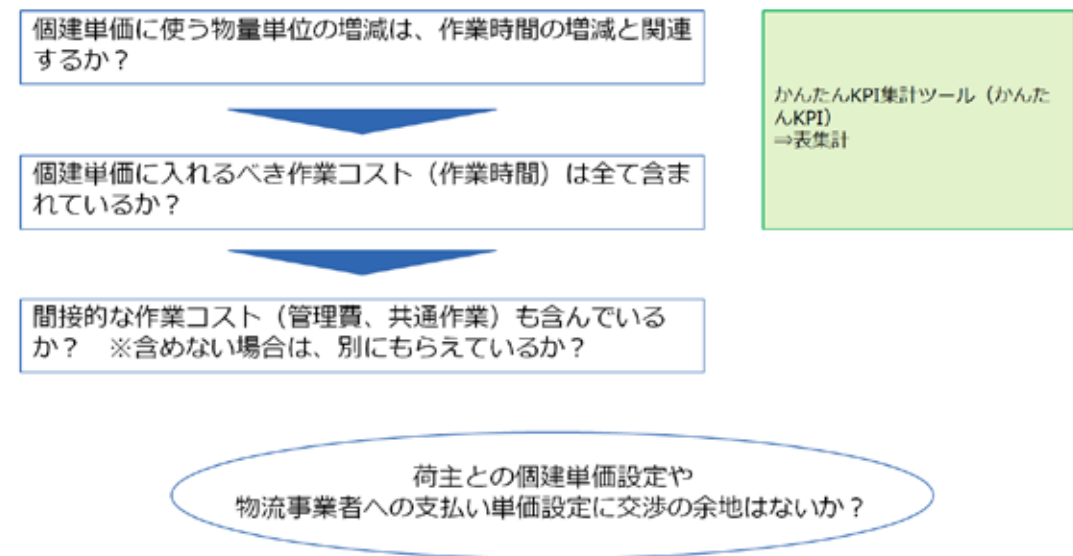 個建単価に使う物量単位の増減は、作業時間の増減と関連
するか？
個建単価に入れるべき作業コスト（作業時間）は全て含ま
れているか？
間接的な作業コスト（管理費、共通作業）も含んでいる
か？　※含めない場合は、別にもらえているか？
かんたんKPI集計ツール（かんた
んKPI）
⇒表集計
荷主との個建単価設定や
物流事業者への支払い単価設定に交渉の余地はないか？